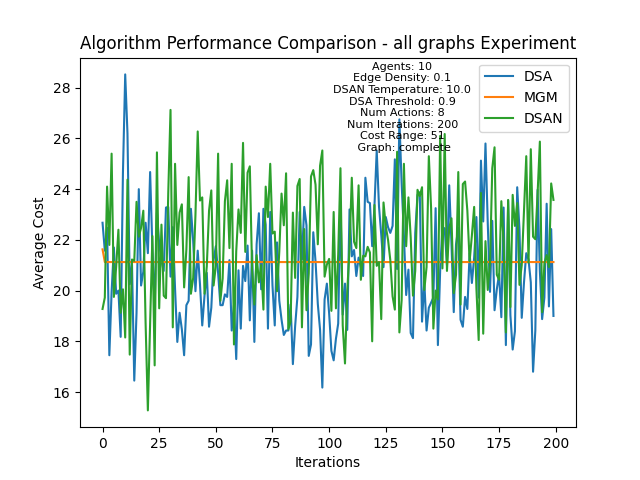 Algorithm Performance Comparison - all graphs Experiment
Agents: 10
Edge Density: 0.1
DSAN Temperature: 10.0
DSA Threshold: 0.9
Num Actions: 8
Num Iterations: 200
Cost Range: 51
Graph: complete
DSA
MGM
DSAN
Average Cost
28
26
24
22
20
18
16
0
25
50
75
100
125
150
175
200
Iterations